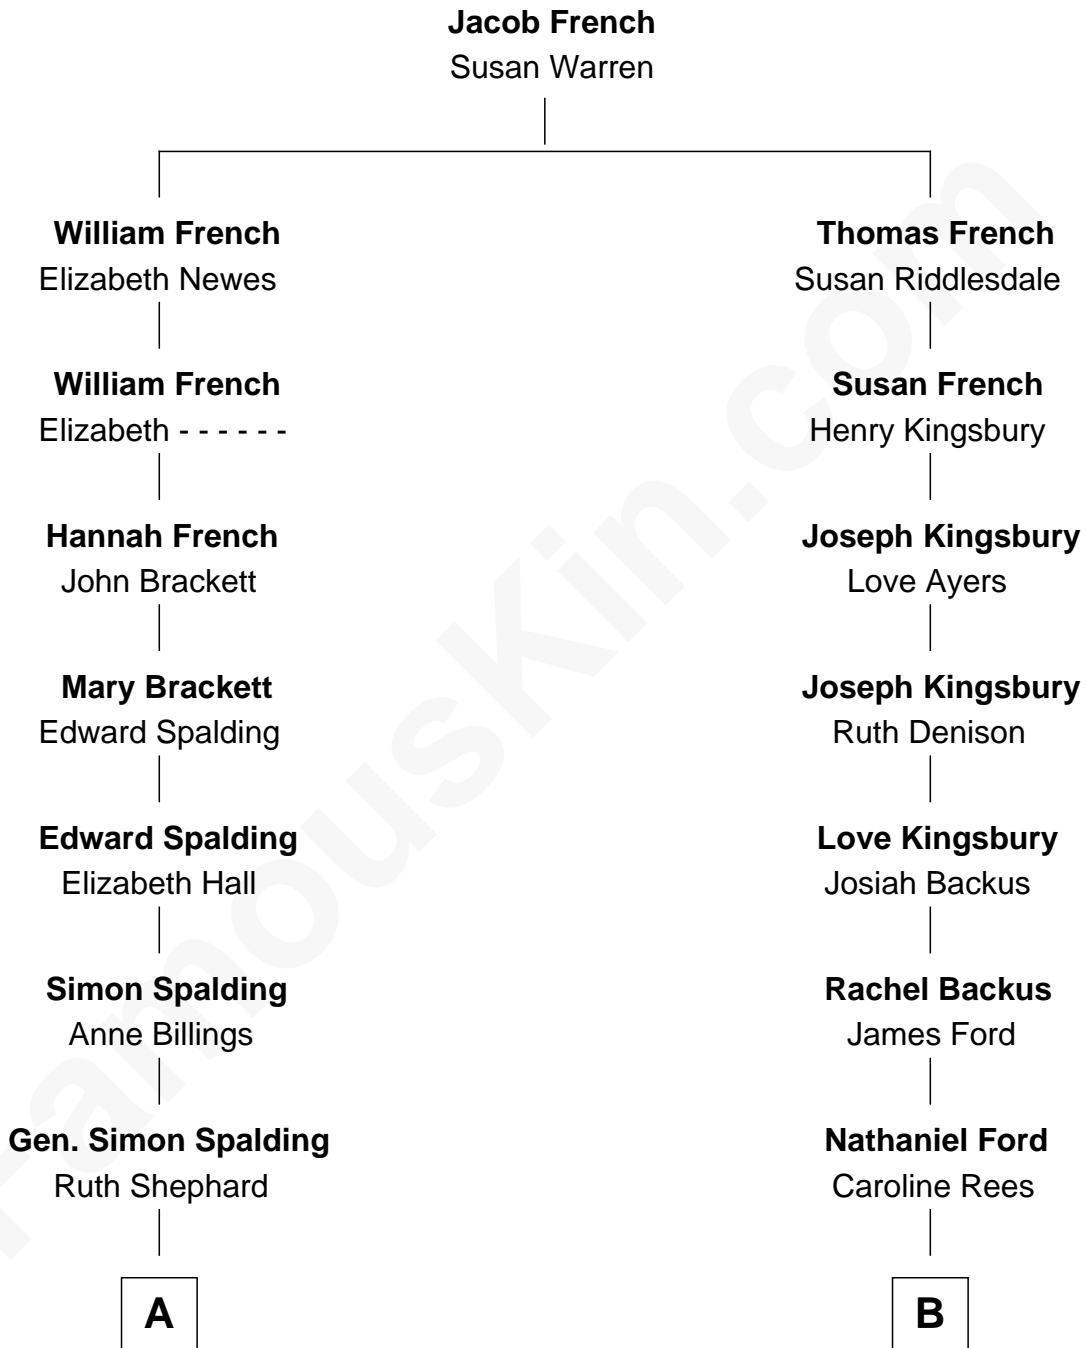 Jacob French
Susan Warren
William French
Elizabeth Newes
Thomas French
Susan Riddlesdale
William French
Elizabeth - - - - - -
Susan French
Henry Kingsbury
Hannah French
John Brackett
Joseph Kingsbury
Love Ayers
Mary Brackett
Edward Spalding
Joseph Kingsbury
Ruth Denison
Edward Spalding
Elizabeth Hall
Love Kingsbury
Josiah Backus
Simon Spalding
Anne Billings
Rachel Backus
James Ford
Gen. Simon Spalding
Ruth Shephard
Nathaniel Ford
Caroline Rees
A
B
FamousKin.com